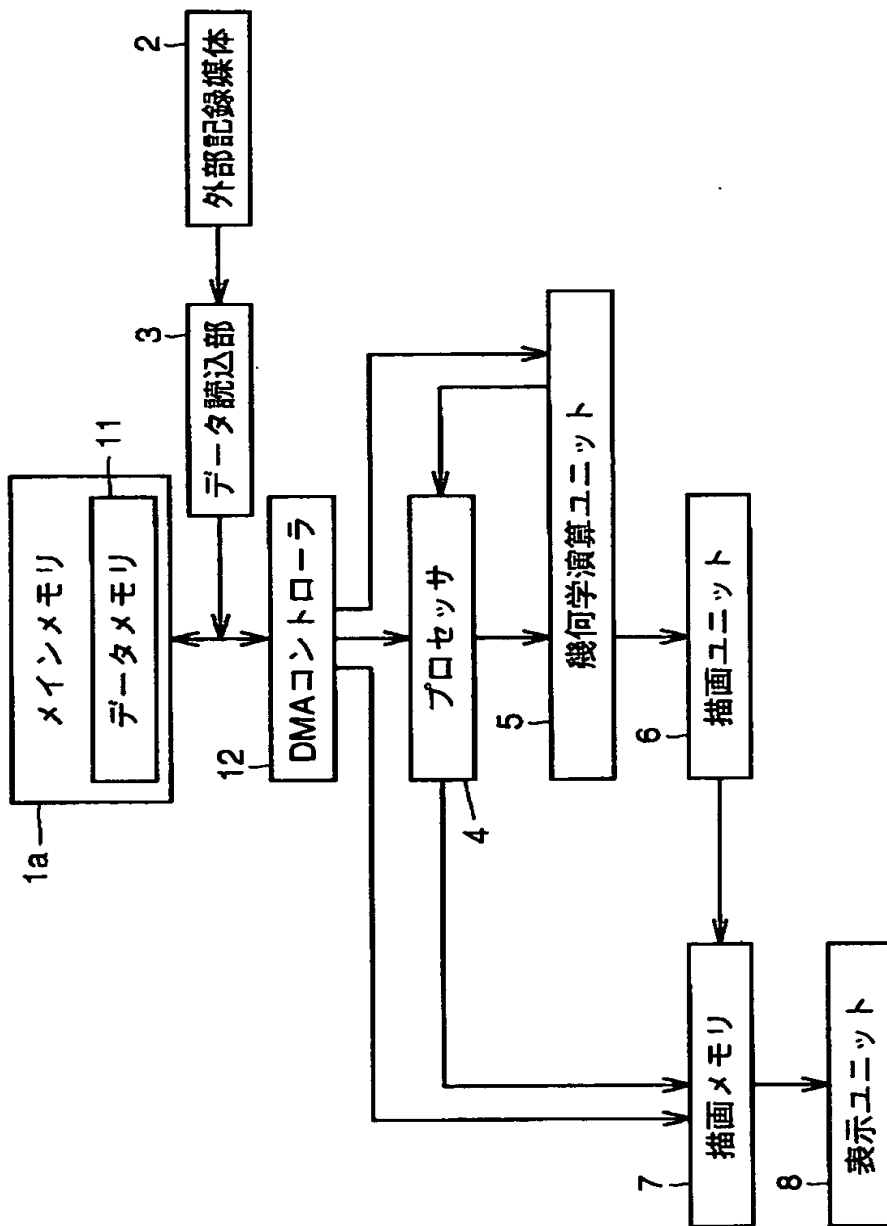 1a
メインメモリ
11
データメモリ
2
外部記録媒体
3
データ読込部
12
DMAコントローラ
4
プロセッサ
5
幾何学演算ユニット
6
描画ユニット
7
描画メモリ
8
表示ユニット